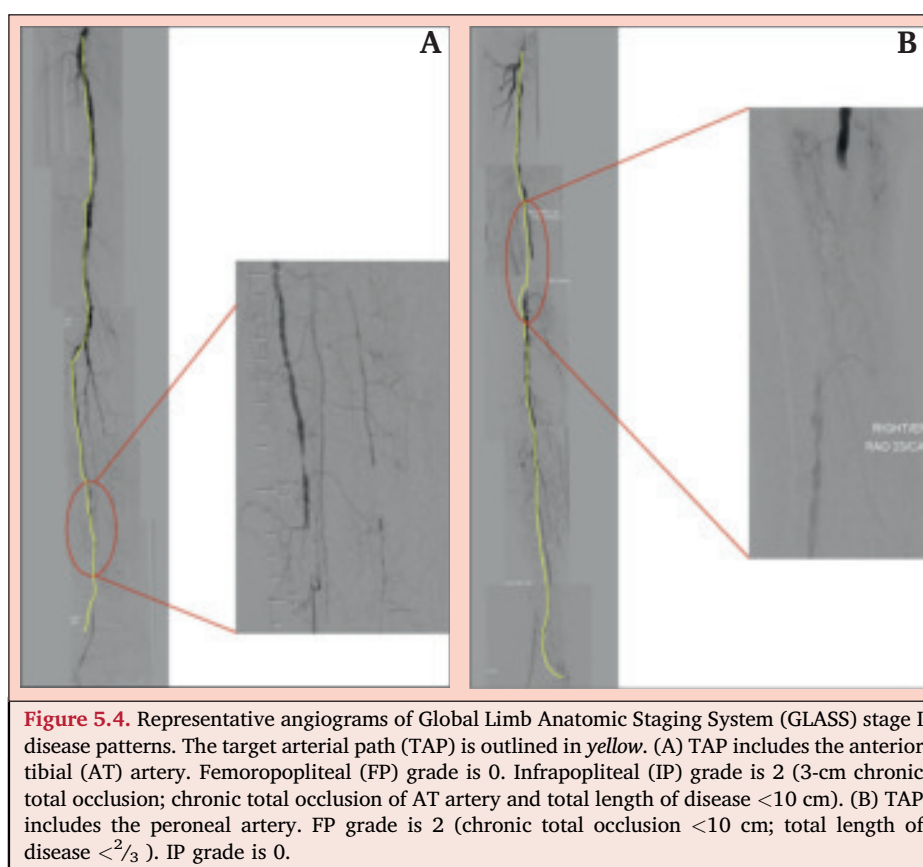 A
B
RIGHT/
RAO 23/CA
Figure 5.4. Representative angiograms of Global Limb Anatomic Staging System (GLASS) stage I
disease patterns. The target arterial path (TAP) is outlined in yellow. (A) TAP includes the anterior
tibial (AT) artery. Femoropopliteal (FP) grade is 0. Infrapopliteal (IP) grade is 2 (3-cm chronic
total occlusion; chronic total occlusion of AT artery and total length of disease <10 cm). (B) TAP
includes the peroneal artery. FP grade is 2 (chronic total occlusion <10 cm; total length of
disease <2/3 ). IP grade is 0.